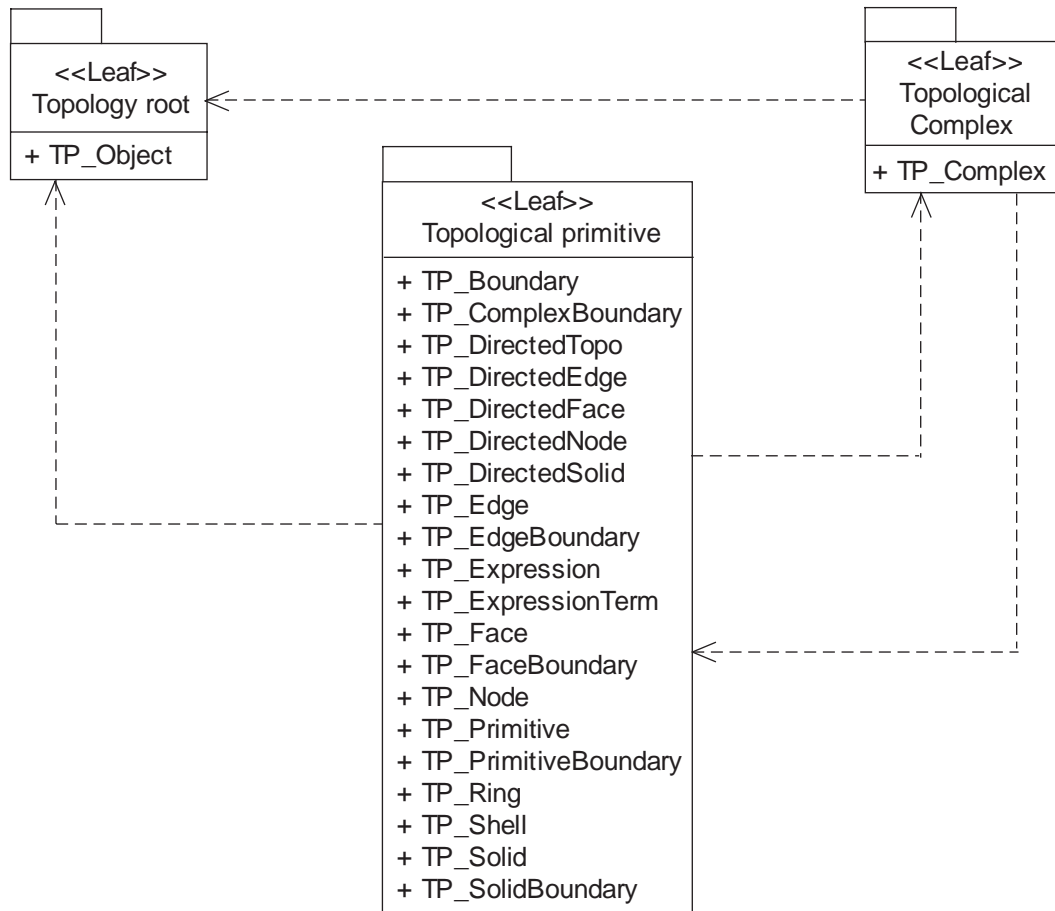 <<Leaf>>
Topology root
+ TP_Object
<<Leaf>>
Topological
Complex
+ TP_Complex
<<Leaf>>
Topological primitive
+ TP_Boundary
+ TP_ComplexBoundary
+ TP_DirectedTopo
+ TP_DirectedEdge
+ TP_DirectedFace
+ TP_DirectedNode
+ TP_DirectedSolid
+ TP_Edge
+ TP_EdgeBoundary
+ TP_Expression
+ TP_ExpressionTerm
+ TP_Face
+ TP_FaceBoundary
+ TP_Node
+ TP_Primitive
+ TP_PrimitiveBoundary
+ TP_Ring
+ TP_Shell
+ TP_Solid
+ TP_SolidBoundary